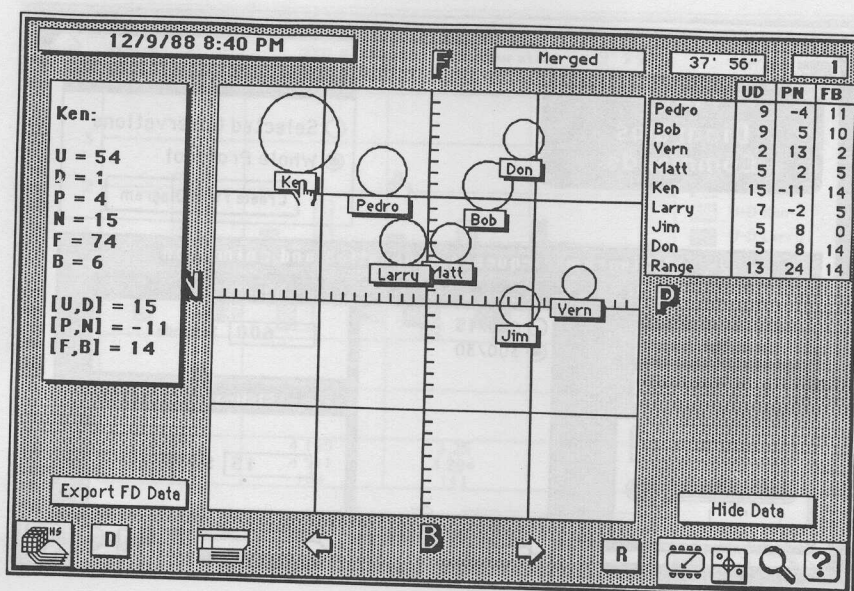 12/9/88 8:40 PM
F
Merged
37' 56"
1
Ken:
U = 54
D = 1
P = 4
N = 15
F = 74
B = 6
[U,D] = 15
[P,N] = -11
[F,B] = 14
N
Ken
Pedro
Don
Bob
Larry
Matt
Vern
Jim
UD PN FB
Pedro 9 -4 11
Bob 9 5 10
Vern 2 13 2
Matt 5 2 5
Ken 15 -11 14
Larry 7 -2 5
Jim 5 8 0
Don 5 8 14
Range 13 24 14
P
Export FD Data
Hide Data
HS
D
B
R
?